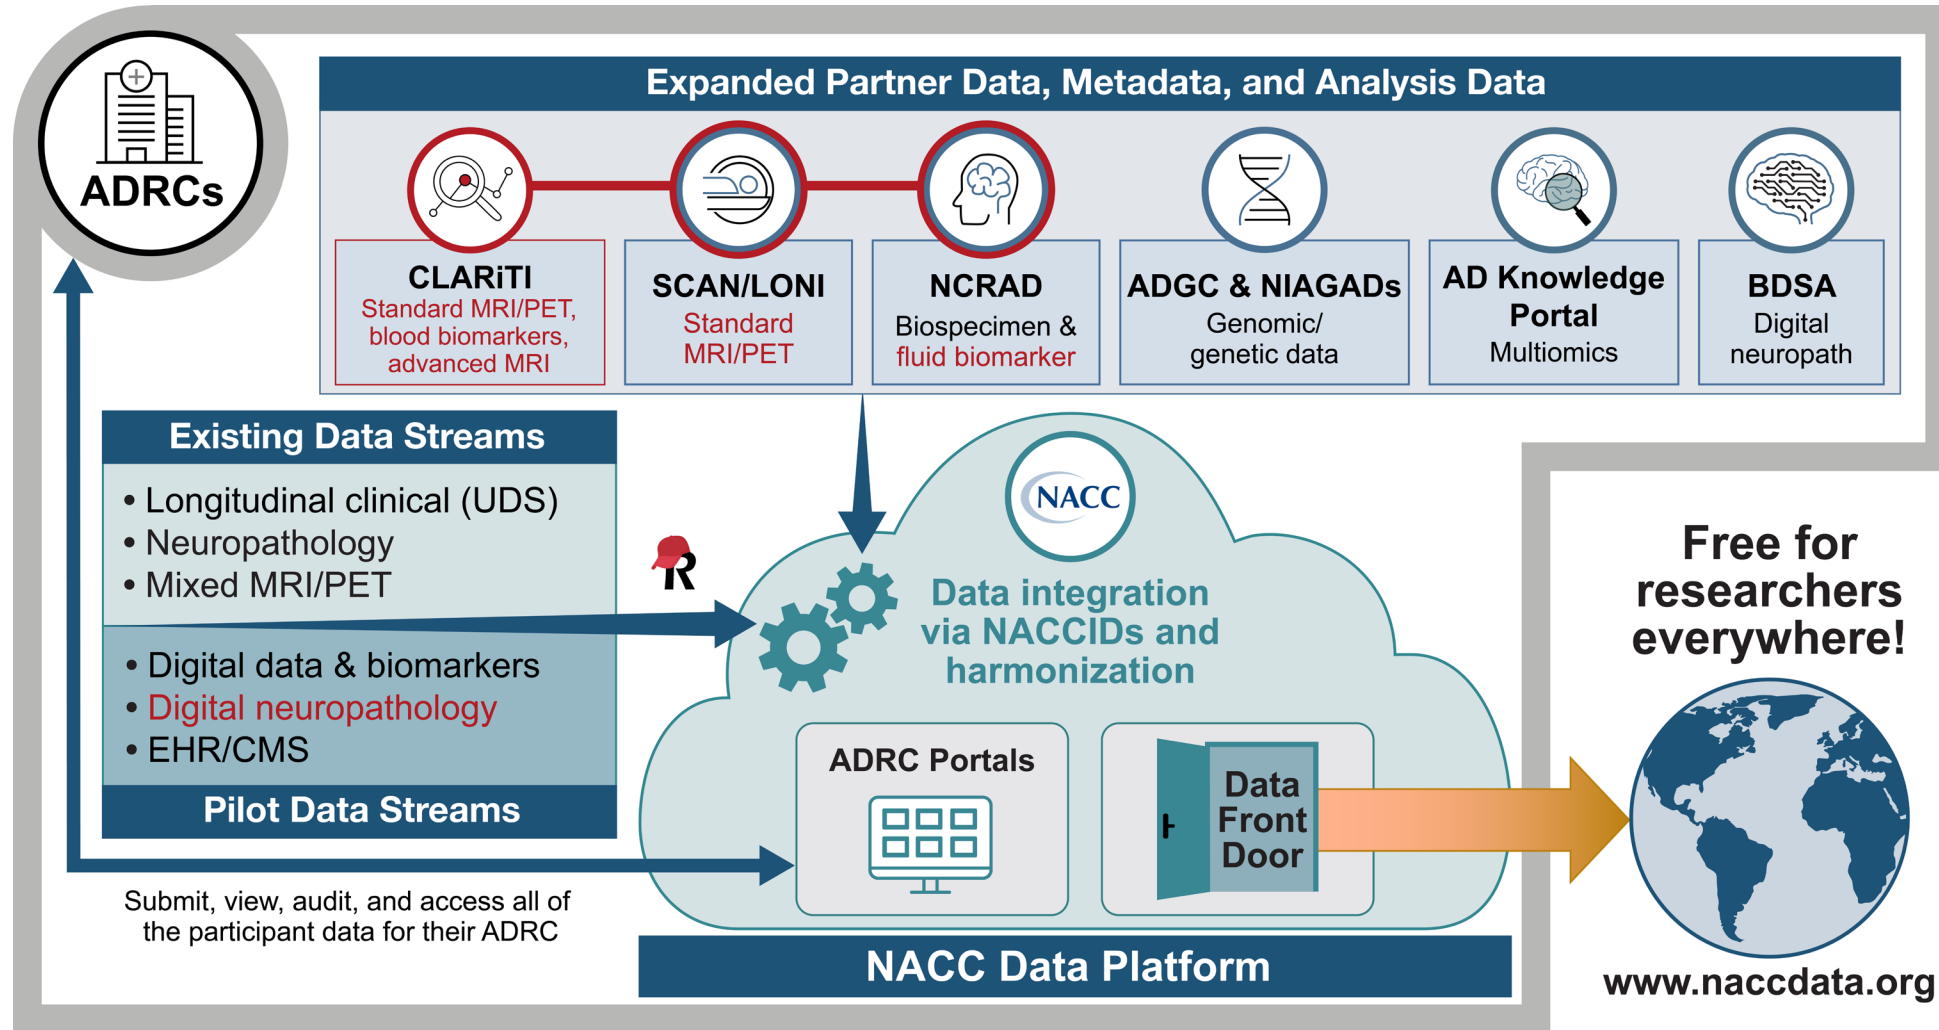 ADRCs
Expanded Partner Data, Metadata, and Analysis Data
CLARiTI
Standard MRI/PET,
blood biomarkers,
advanced MRI
SCAN/LONI
Standard
MRI/PET
NCRAD
Biospecimen &
fluid biomarker
ADGC & NIAGADs
Genomic/
genetic data
AD Knowledge
Portal
Multiomics
BDSA
Digital
neuropath
Existing Data Streams
• Longitudinal clinical (UDS)
• Neuropathology
• Mixed MRI/PET
• Digital data & biomarkers
• Digital neuropathology
• EHR/CMS
Pilot Data Streams
R
NACC
Data integration
via NACCIDs and
harmonization
ADRC Portals
Data
Front
Door
Submit, view, audit, and access all of
the participant data for their ADRC
NACC Data Platform
Free for
researchers
everywhere!
www.naccdata.org